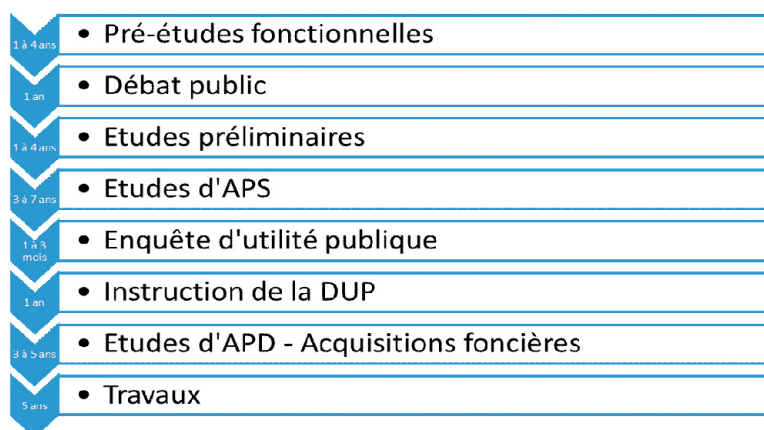 1 à 4 ans
• Pré-études fonctionnelles
1 an
• Débat public
1 à 4 ans
• Etudes préliminaires
3 à 7 ans
• Etudes d'APS
1 à 3
mois
• Enquête d'utilité publique
1 an
• Instruction de la DUP
3 à 5 ans
• Etudes d'APD - Acquisitions foncières
5 ans
• Travaux